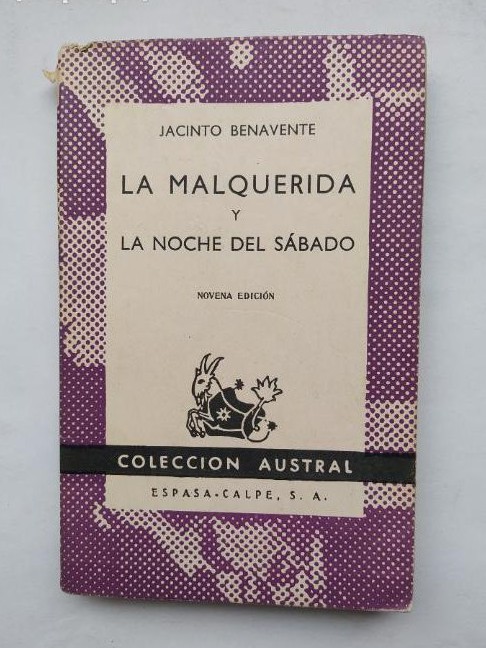 JACINTO BENAVENTE
LA MALQUERIDA
Y
LA NOCHE DEL SÁBADO
NOVENA EDICIÓN
COLECCION AUSTRAL
ESPASA-CALPE, S. A.